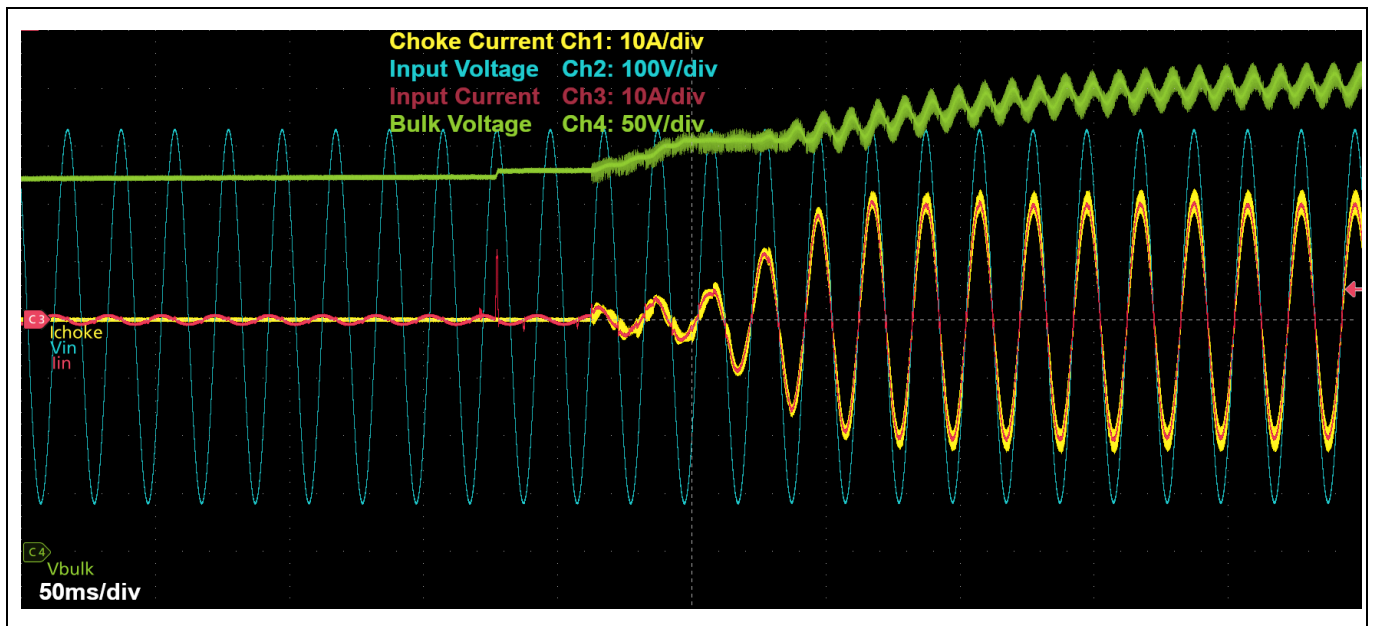 Choke Current Ch1: 10A/div
Input Voltage Ch2: 100V/div
Input Current Ch3: 10A/div
Bulk Voltage Ch4: 50V/div
C3
Ichoke
Vin
Iin
C4
Vbulk
50ms/div